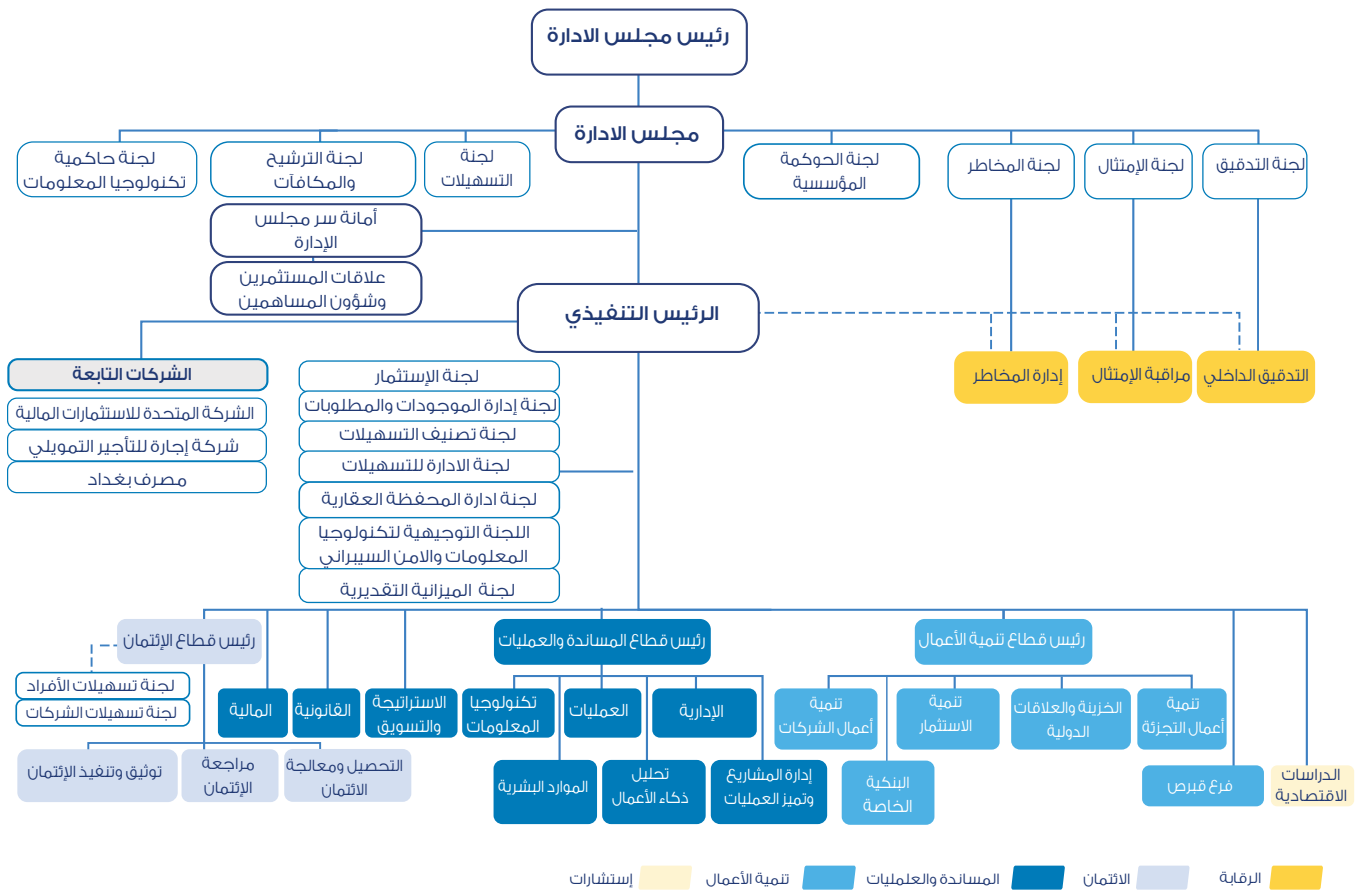 رئيس مجلس الادارة
مجلس الادارة
لجنة التدقيق
لجنة الإمتثال
لجنة المخاطر
لجنة الحوكمة
المؤسسية
لجنة
التسهيلات
لجنة الترشيح
والمكافآت
لجنة حاكمية
تكنولوجيا المعلومات
أمانة سر مجلس
الإدارة
علاقات المستثمرين
وشؤون المساهمين
الرئيس التنفيذي
التدقيق الداخلي
مراقبة الإمتثال
إدارة المخاطر
الشركات التابعة
الشركة المتحدة للاستثمارات المالية
شركة إجارة للتأجير التمويلي
مصرف بغداد
لجنة الإستثمار
لجنة إدارة الموجودات والمطلوبات
لجنة تصنيف التسهيلات
لجنة الادارة للتسهيلات
لجنة ادارة المحفظة العقارية
اللجنة التوجيهية لتكنولوجيا
المعلومات والامن السيبراني
لجنة الميزانية التقديرية
رئيس قطاع تنمية الأعمال
رئيس قطاع المساندة والعمليات
رئيس قطاع الإئتمان
لجنة تسهيلات الأفراد
لجنة تسهيلات الشركات
تنمية
أعمال التجزئة
الخزينة والعلاقات
الدولية
تنمية
الاستثمار
تنمية
أعمال الشركات
الإدارية
العمليات
تكنولوجيا
المعلومات
الاستراتيجة
والتسويق
القانونية
المالية
الدراسات
الاقتصادية
فرع قبرص
البنكية
الخاصة
إدارة المشاريع
وتميز العمليات
تحليل
ذكاء الأعمال
الموارد البشرية
التحصيل ومعالجة
الائتمان
مراجعة
الإئتمان
توثيق وتنفيذ الإئتمان
الرقابة
الائتمان
المساندة والعلمليات
تنمية الأعمال
إستشارات